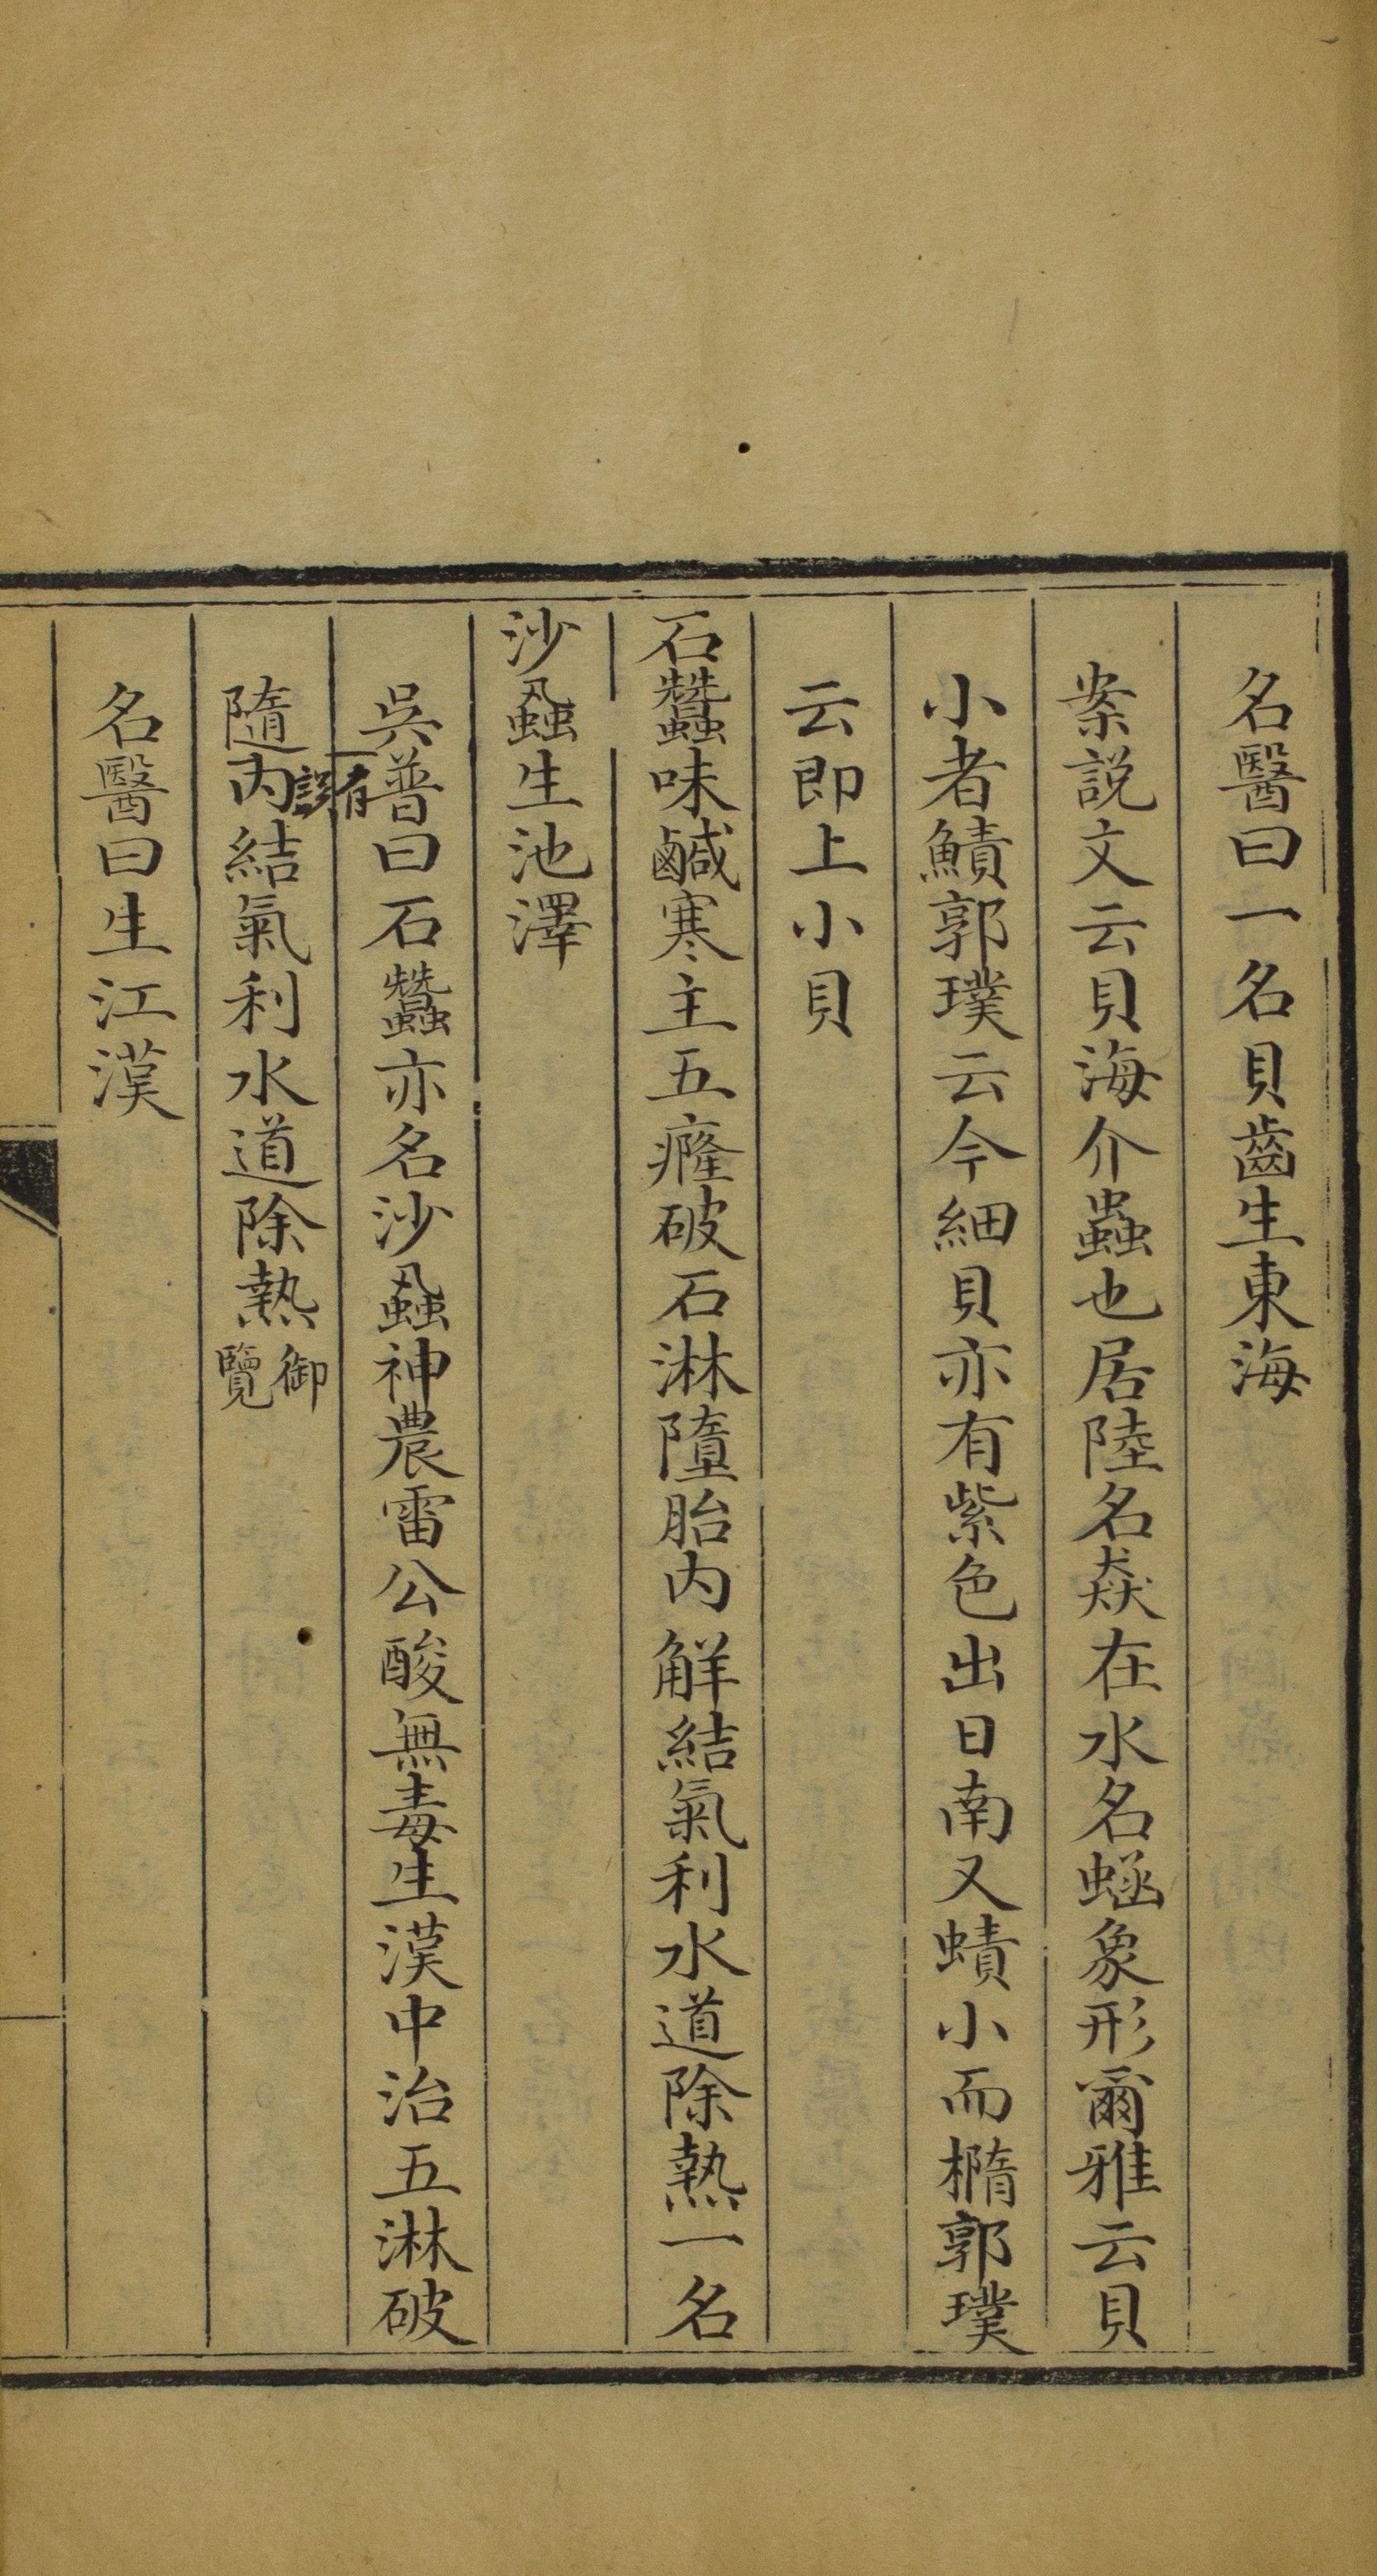 名醫曰一名貝齒生東海
案説文云貝海介蟲也居陸名猋在水名蜬象形爾雅云貝
小者鰿郭璞云今細貝亦有紫色出日南又蟦小而橢郭璞
云即上小貝
石蠶味鹹寒主五癃破石淋墮胎内解結氣利水道除熱一名
沙蝨生池澤
吳普曰石蠶亦名沙蝨神農雷公酸無毒生漢中治五淋破
隨内有誤結氣利水道除熱御覽
名醫曰生江漢